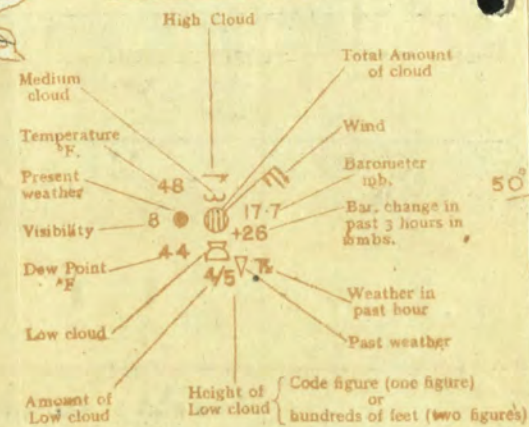 High Cloud
Total Amount
of cloud
Medium
cloud
Wind
Temperature
°F.
Barometer
mb.
Present
weather
48
50°
Visibility
8
17·7
+26
Bar. change in
past 3 hours in
mbs.
Dew Point
°F
44
4/5
Weather in
past hour
Low cloud
Past weather
Amount of
Low cloud
Height of
Low cloud
Code figure (one figure)
or
hundreds of feet (two figures)